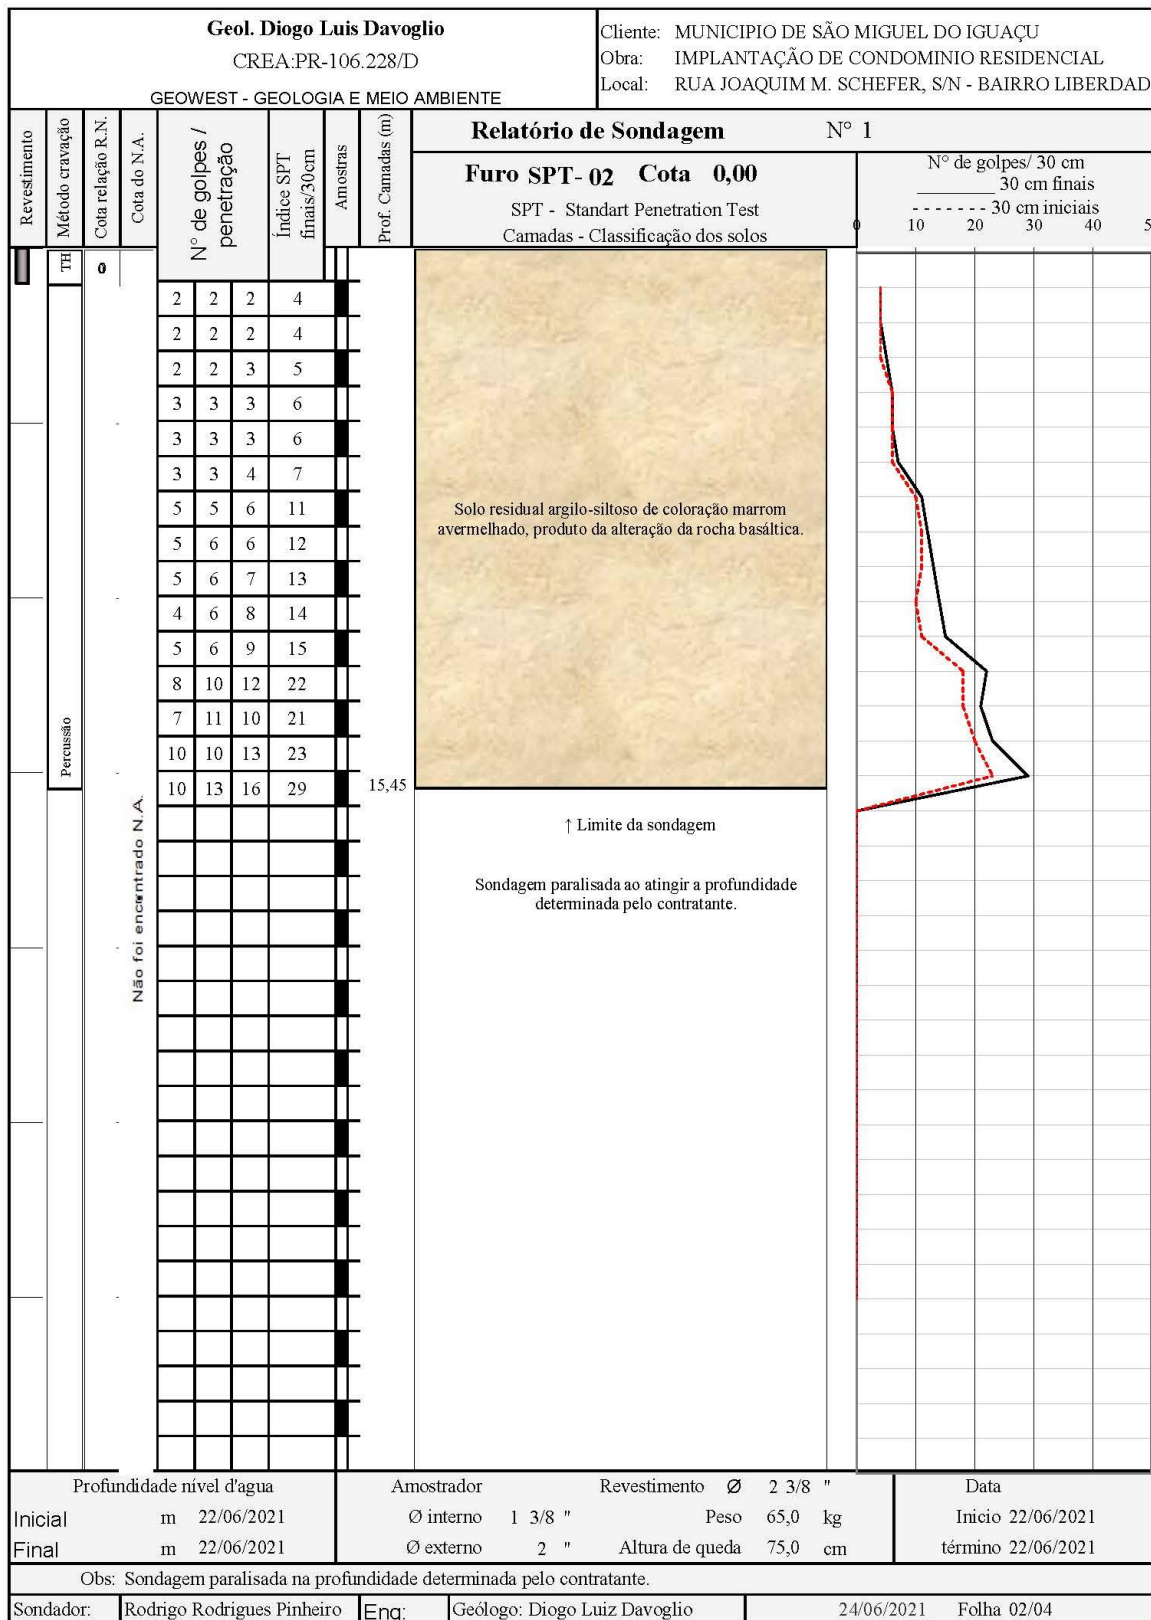 Geol. Diogo Luis Davoglio
CREA:PR-106.228/D
GEOWEST - GEOLOGIA E MEIO AMBIENTE
Cliente: MUNICIPIO DE SÃO MIGUEL DO IGUAÇU
Obra: IMPLANTAÇÃO DE CONDOMINIO RESIDENCIAL
Local: RUA JOAQUIM M. SCHEFER, S/N - BAIRRO LIBERDAD
Revestimento
Método cravação
Cota relação R.N.
Cota do N.A.
N° de golpes /
penetração
Índice SPT
finais/30cm
Amostras
Prof. Camadas (m)
Relatório de Sondagem N° 1
Furo SPT- 02 Cota 0,00
SPT - Standart Penetration Test
Camadas - Classificação dos solos
N° de golpes/ 30 cm
30 cm finais
30 cm iniciais
0 10 20 30 40 5
TH
0
2 2 2 4
2 2 2 4
2 2 3 5
3 3 3 6
3 3 3 6
3 3 4 7
5 5 6 11
5 6 6 12
5 6 7 13
4 6 8 14
5 6 9 15
8 10 12 22
7 11 10 21
10 10 13 23
10 13 16 29
Percussão
15,45
Solo residual argilo-siltoso de coloração marrom
avermelhado, produto da alteração da rocha basáltica.
↑ Limite da sondagem
Sondagem paralisada ao atingir a profundidade
determinada pelo contratante.
Não foi encontrado N.A.
Profundidade nível d'agua
Inicial m 22/06/2021
Final m 22/06/2021
Amostrador Revestimento Ø 2 3/8 "
Ø interno 1 3/8 " Peso 65,0 kg
Ø externo 2 " Altura de queda 75,0 cm
Data
Inicio 22/06/2021
término 22/06/2021
Obs: Sondagem paralisada na profundidade determinada pelo contratante.
Sondador: Rodrigo Rodrigues Pinheiro Eng: Geólogo: Diogo Luiz Davoglio 24/06/2021 Folha 02/04